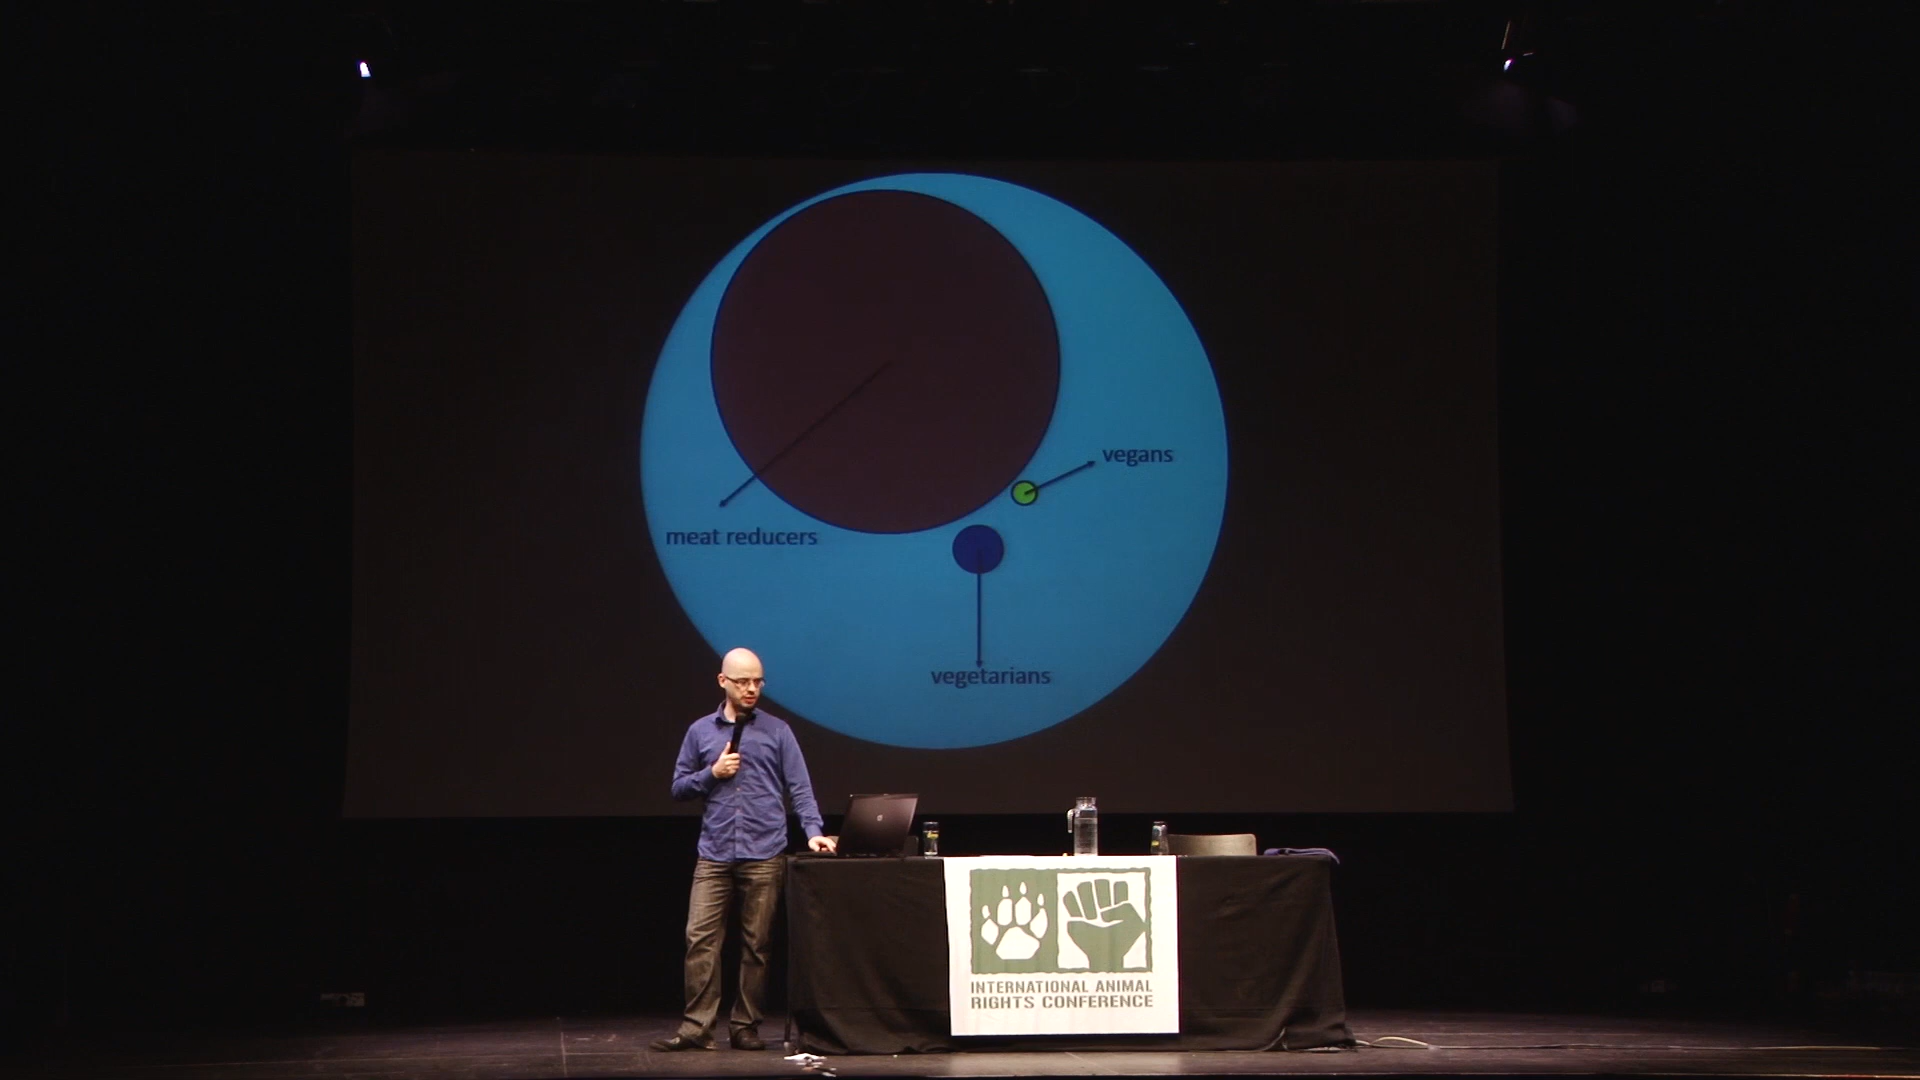 vegans
meat reducers
vegetarians
INTERNATIONAL ANIMAL
RIGHTS CONFERENCE